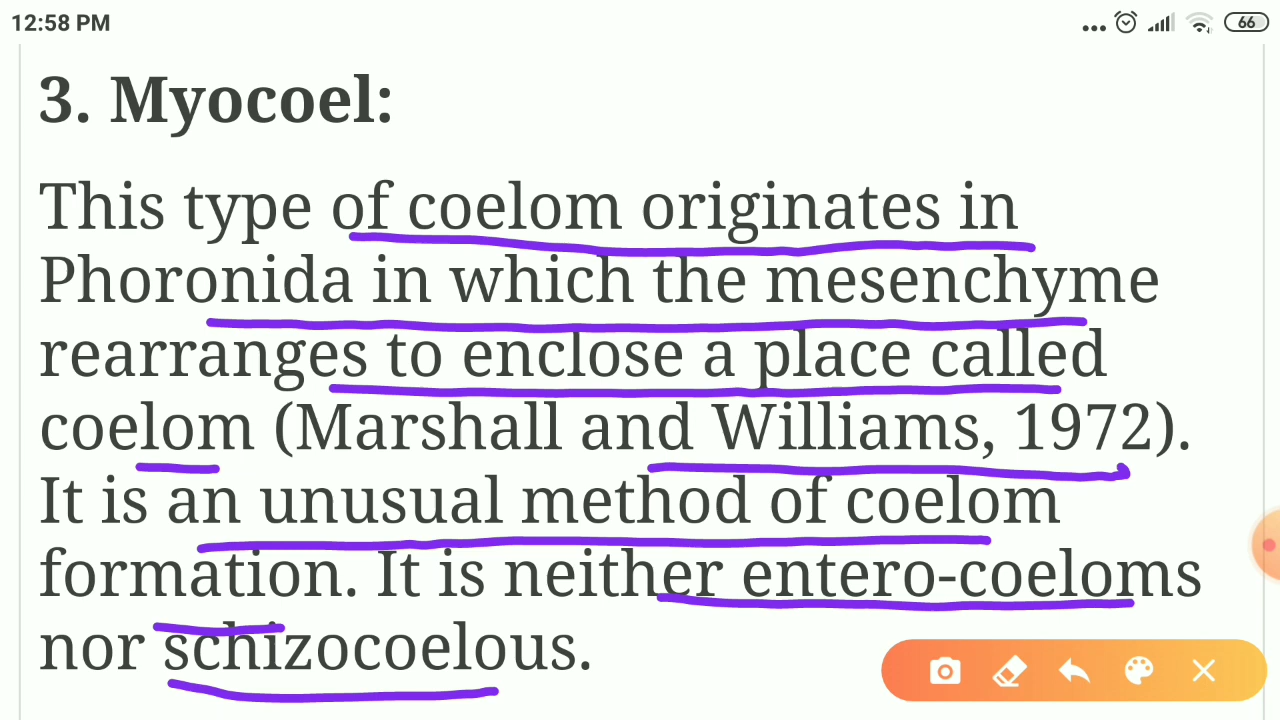 12:58 PM
66
3. Myocoel:
This type of coelom originates in
Phoronida in which the mesenchyme
rearranges to enclose a place called
coelom (Marshall and Williams, 1972).
It is an unusual method of coelom
formation. It is neither entero-coeloms
nor schizocoelous.